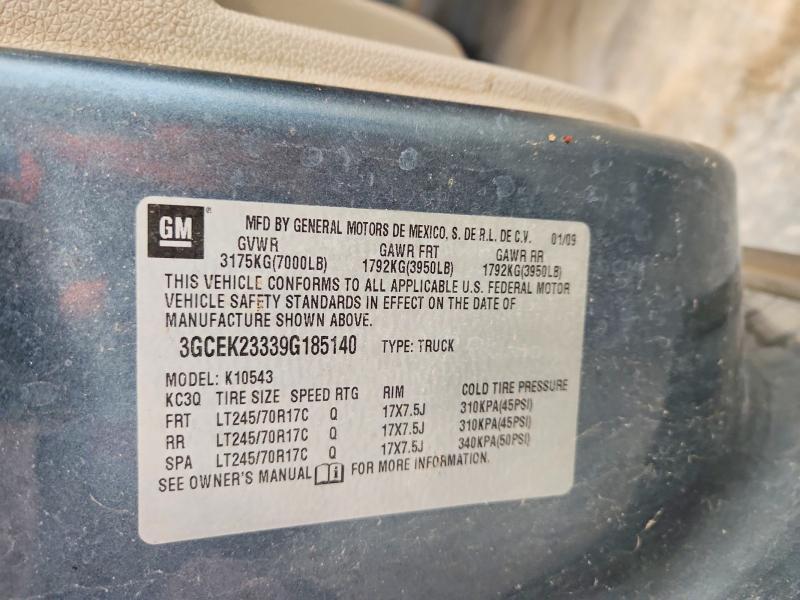 GM ® MFD BY GENERAL MOTORS DE MEXICO, S. DE R.L. DE C.V. 01/09
GVWR GAWR FRT GAWR RR
3175KG(7000LB) 1792KG(3950LB) 1792KG(3950LB)
THIS VEHICLE CONFORMS TO ALL APPLICABLE U.S. FEDERAL MOTOR
VEHICLE SAFETY STANDARDS IN EFFECT ON THE DATE OF
MANUFACTURE SHOWN ABOVE.
3GCEK23339G185140 TYPE: TRUCK
MODEL: K10543
KC3Q TIRE SIZE SPEED RTG RIM COLD TIRE PRESSURE
FRT LT245/70R17C Q 17X7.5J 310KPA(45PSI)
RR LT245/70R17C Q 17X7.5J 310KPA(45PSI)
SPA LT245/70R17C Q 17X7.5J 340KPA(50PSI)
SEE OWNER'S MANUAL FOR MORE INFORMATION.